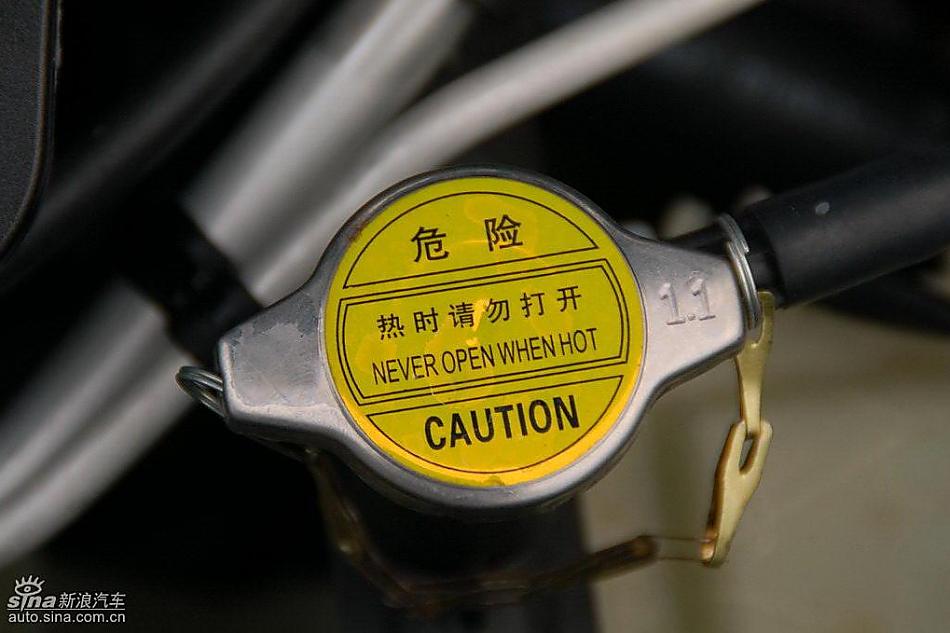 危险
热时请勿打开
NEVER OPEN WHEN HOT
CAUTION
1.1
sina新浪汽车
auto.sina.com.cn